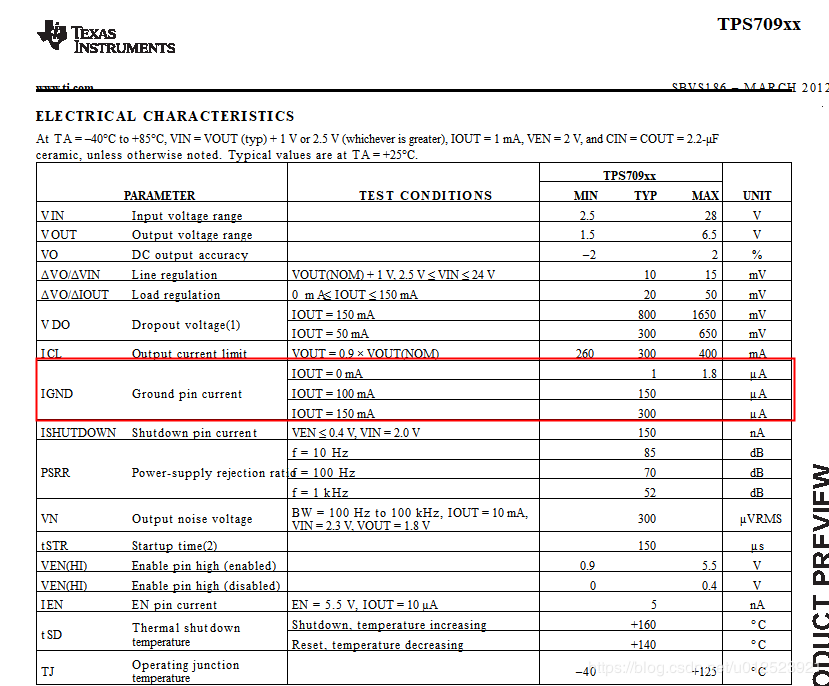 TEXAS
INSTRUMENTS
TPS709xx
www.ti.com
SBVS186 – MARCH 2012
ELECTRICAL CHARACTERISTICS
At TA = –40°C to +85°C, VIN = VOUT (typ) + 1 V or 2.5 V (whichever is greater), IOUT = 1 mA, VEN = 2 V, and CIN = COUT = 2.2-μF
ceramic, unless otherwise noted. Typical values are at TA = +25°C.
TPS709xx
PARAMETER TEST CONDITIONS MIN TYP MAX UNIT
VIN Input voltage range 2.5 28 V
VOUT Output voltage range 1.5 6.5 V
VO DC output accuracy –2 2 %
ΔVO/ΔVIN Line regulation VOUT(NOM) + 1 V, 2.5 V ≤ VIN ≤ 24 V 10 15 mV
ΔVO/ΔIOUT Load regulation 0 mA≤ IOUT ≤ 150 mA 20 50 mV
VDO Dropout voltage(1) IOUT = 150 mA 800 1650 mV
IOUT = 50 mA 300 650 mV
ICL Output current limit VOUT = 0.9 × VOUT(NOM) 260 300 400 mA
IGND Ground pin current IOUT = 0 mA 1 1.8 μA
IOUT = 100 mA 150 μA
IOUT = 150 mA 300 μA
ISHUTDOWN Shutdown pin current VEN ≤ 0.4 V, VIN = 2.0 V 150 nA
PSRR Power-supply rejection ratio f = 10 Hz 85 dB
f = 100 Hz 70 dB
f = 1 kHz 52 dB
VN Output noise voltage BW = 100 Hz to 100 kHz, IOUT = 10 mA,
VIN = 2.3 V, VOUT = 1.8 V 300 μVRMS
tSTR Startup time(2) 150 μs
VEN(HI) Enable pin high (enabled) 0.9 5.5 V
VEN(HI) Enable pin high (disabled) 0 0.4 V
IEN EN pin current EN = 5.5 V, IOUT = 10 μA 5 nA
tSD Thermal shutdown
temperature Shutdown, temperature increasing +160 °C
Reset, temperature decreasing +140 °C
TJ Operating junction
temperature –40 +125 °C
PRODUCT PREVIEW